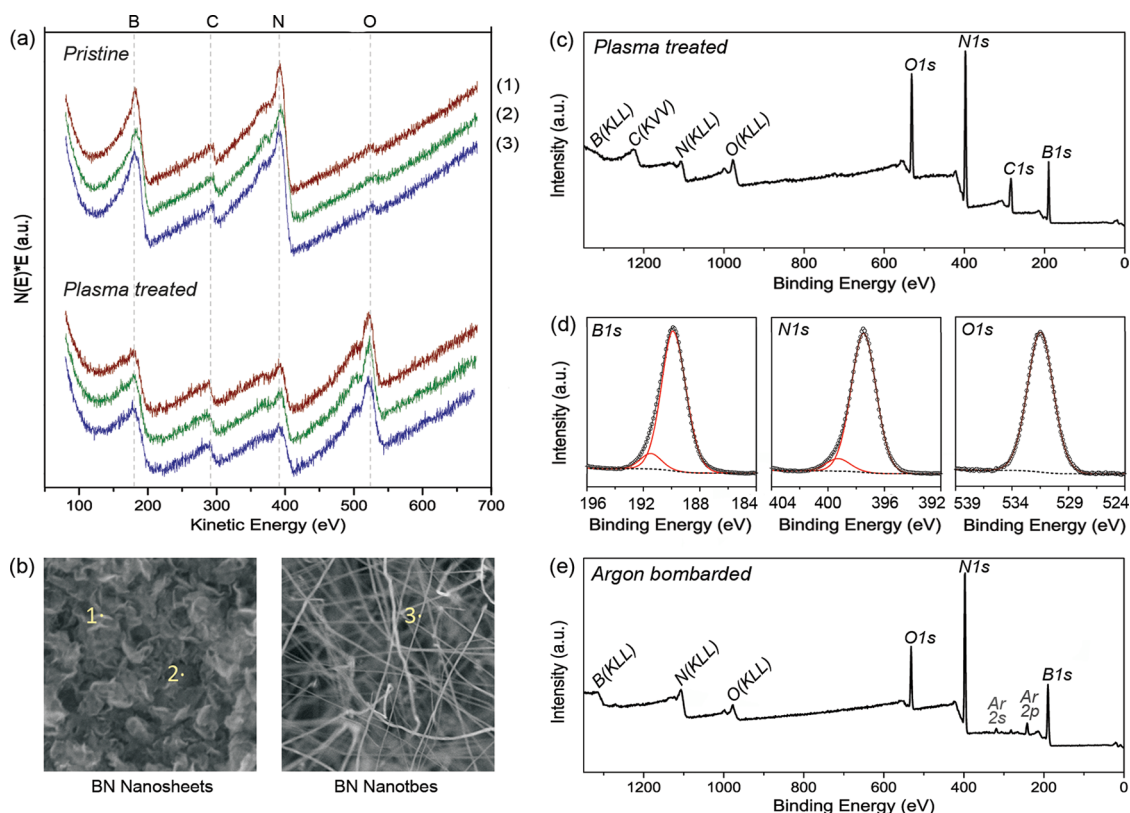 (a)
B C N O
Pristine
(1)
(2)
(3)
Plasma treated
N(E)*E (a.u.)
100 200 300 400 500 600 700
Kinetic Energy (eV)
(b)
1
2
3
BN Nanosheets
BN Nanotbes
(c)
Plasma treated
B(KLL)
C(KVV)
N(KLL)
O(KLL)
O1s
N1s
C1s
B1s
Intensity (a.u.)
1200 1000 800 600 400 200 0
Binding Energy (eV)
(d)
B1s
N1s
O1s
Intensity (a.u.)
196 192 188 184
404 400 396 392
539 534 529 524
Binding Energy (eV)
Binding Energy (eV)
Binding Energy (eV)
(e)
Argon bombarded
B(KLL)
N(KLL)
O(KLL)
O1s
N1s
Ar
2s
Ar
2p
B1s
Intensity (a.u.)
1200 1000 800 600 400 200 0
Binding Energy (eV)